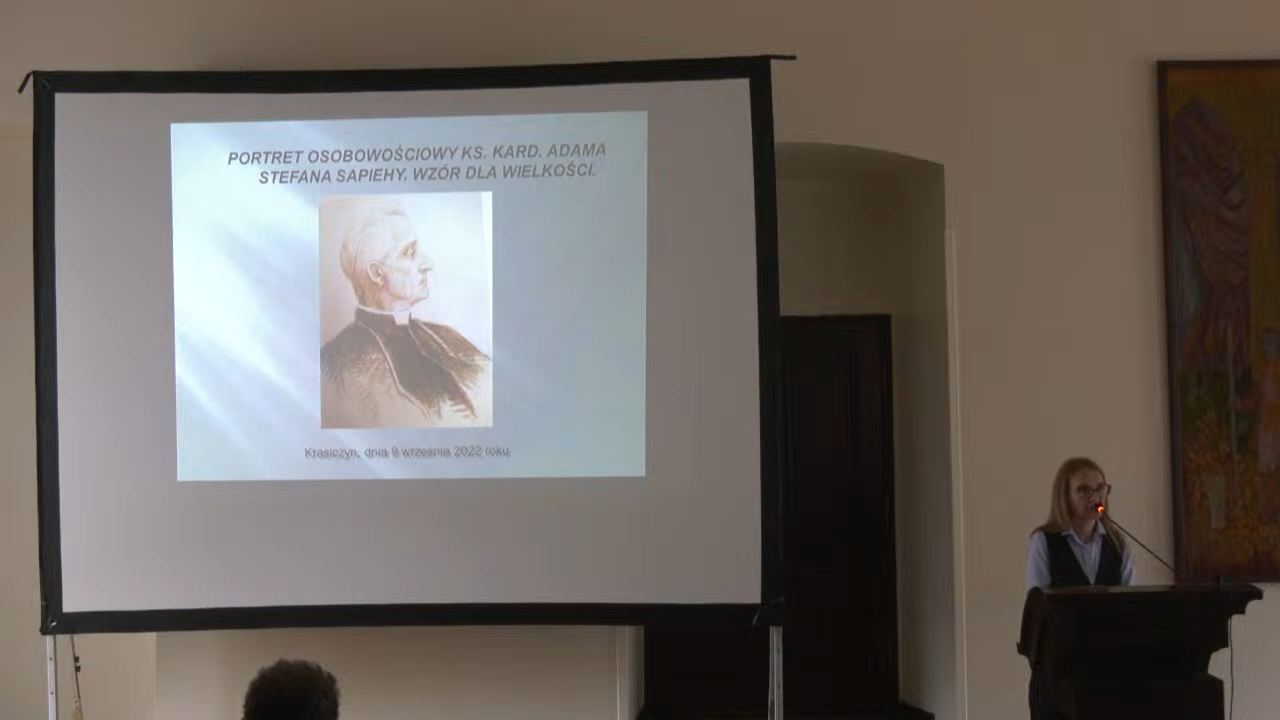 PORTRET OSOBOWOŚCIOWY KS. KARD. ADAMA
STEFANA SAPIEHY. WZÓR DLA WIELKOŚCI.
Krasiczyn, dnia 9 września 2022 roku